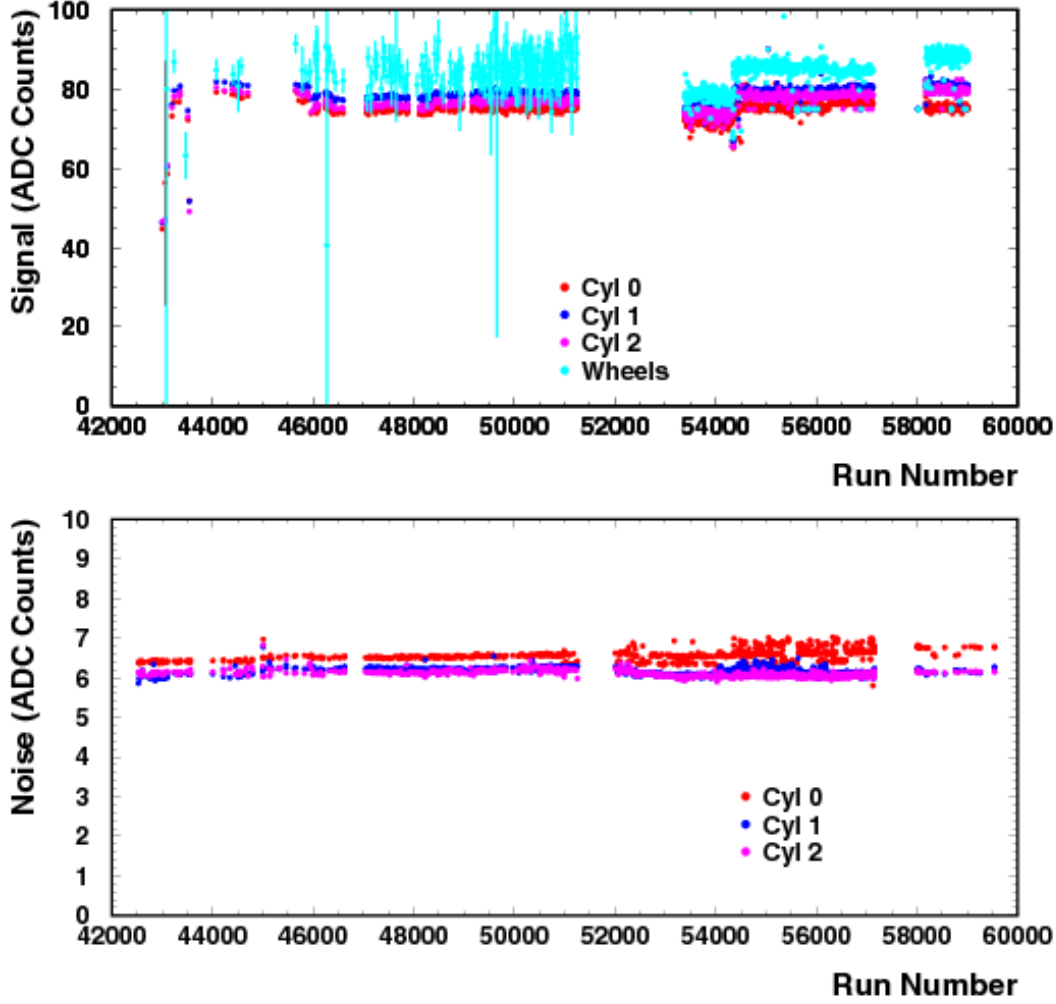 Signal (ADC Counts)
100
80
60
40
20
0
Cyl 0
Cyl 1
Cyl 2
Wheels
42000 44000 46000 48000 50000 52000 54000 56000 58000 60000
Run Number
Noise (ADC Counts)
10
9
8
7
6
5
4
3
2
1
0
Cyl 0
Cyl 1
Cyl 2
42000 44000 46000 48000 50000 52000 54000 56000 58000 60000
Run Number